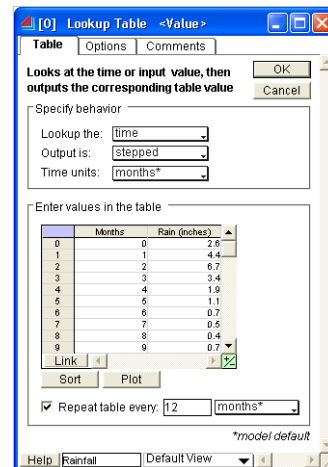 [0] Lookup Table <Value>
Table Options Comments
Looks at the time or input value, then
outputs the corresponding table value
OK
Cancel
Specify behavior
Lookup the: time
Output is: stepped
Time units: months*
Enter values in the table
Months Rain (inches)
0 0 2.6
1 1 4.4
2 2 6.7
3 3 3.4
4 4 1.9
5 5 1.1
6 6 0.7
7 7 0.5
8 8 0.4
9 9 0.7
Link
Sort Plot
Repeat table every: 12 months*
*model default
Help Rainfall Default View